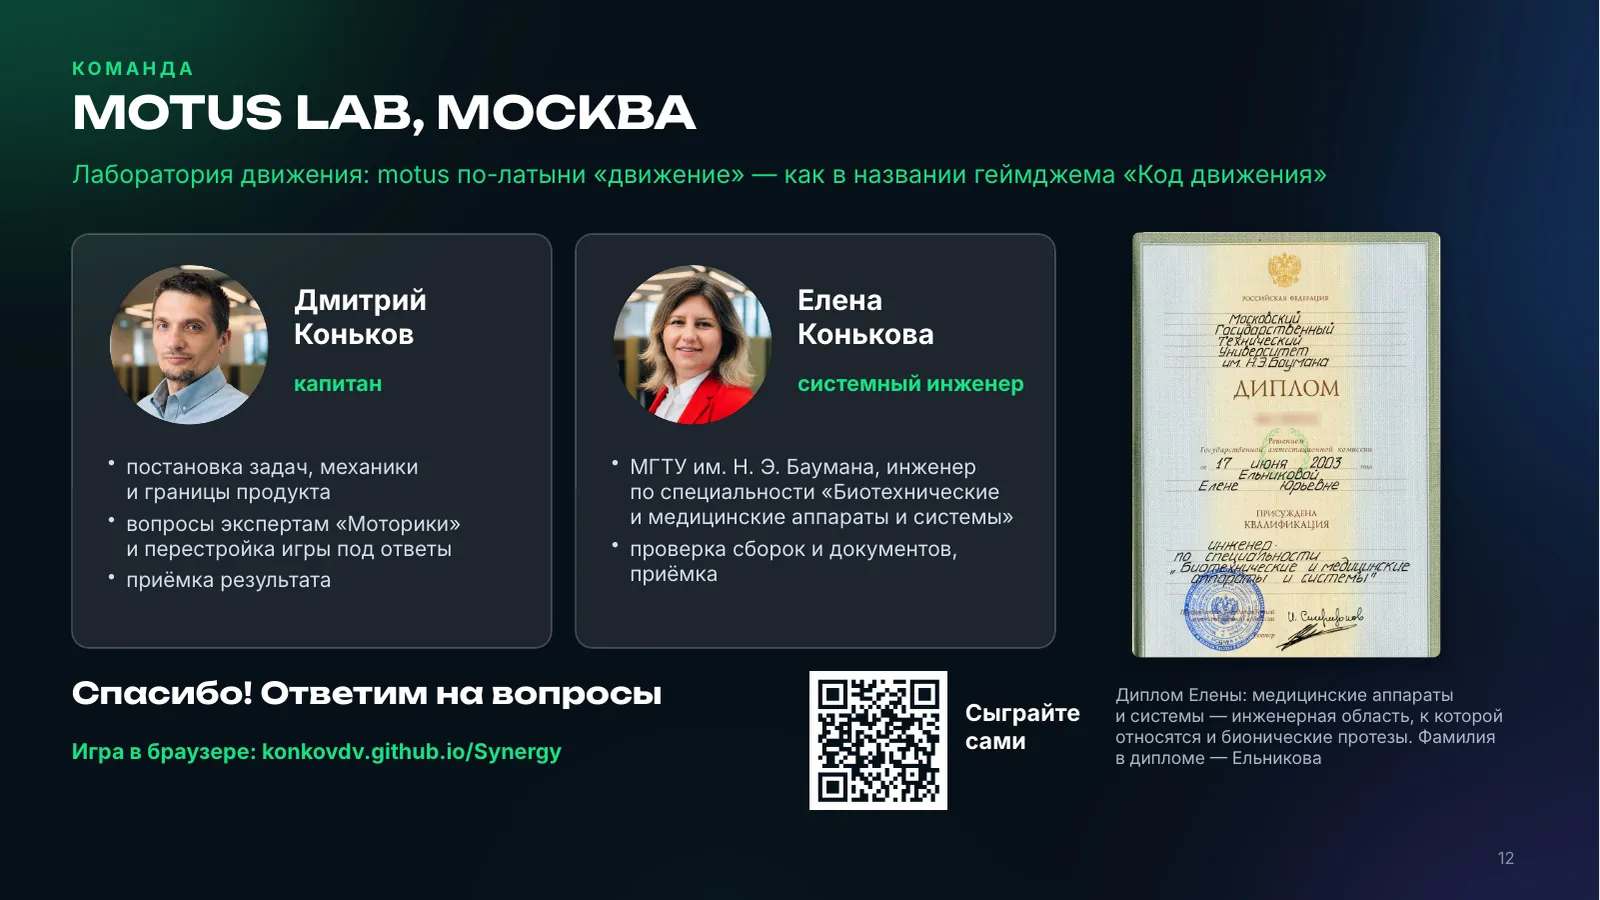 КОМАНДА
MOTUS LAB, МОСКВА
Лаборатория движения: motus по-латыни «движение» — как в названии геймджема «Код движения»
Дмитрий
Коньков
капитан
• постановка задач, механики
и границы продукта
• вопросы экспертам «Моторики»
и перестройка игры под ответы
• приёмка результата
Елена
Конькова
системный инженер
• МГТУ им. Н. Э. Баумана, инженер
по специальности «Биотехнические
и медицинские аппараты и системы»
• проверка сборок и документов,
приёмка
РОССИЙСКАЯ ФЕДЕРАЦИЯ
Московский
Государственный
Технический
Университет
им. Н.Э.Баумана
ДИПЛОМ
Решением
Государственной аттестационной комиссии
от 17 июня 2003 года
Ельниковой
Елене Юрьевне
ПРИСУЖДЕНА
КВАЛИФИКАЦИЯ
инженер
по специальности
„Биотехнические и медицинские
аппараты и системы"
Спасибо! Ответим на вопросы
Игра в браузере: konkovdv.github.io/Synergy
Сыграйте
сами
Диплом Елены: медицинские аппараты
и системы — инженерная область, к которой
относятся и бионические протезы. Фамилия
в дипломе — Ельникова
12